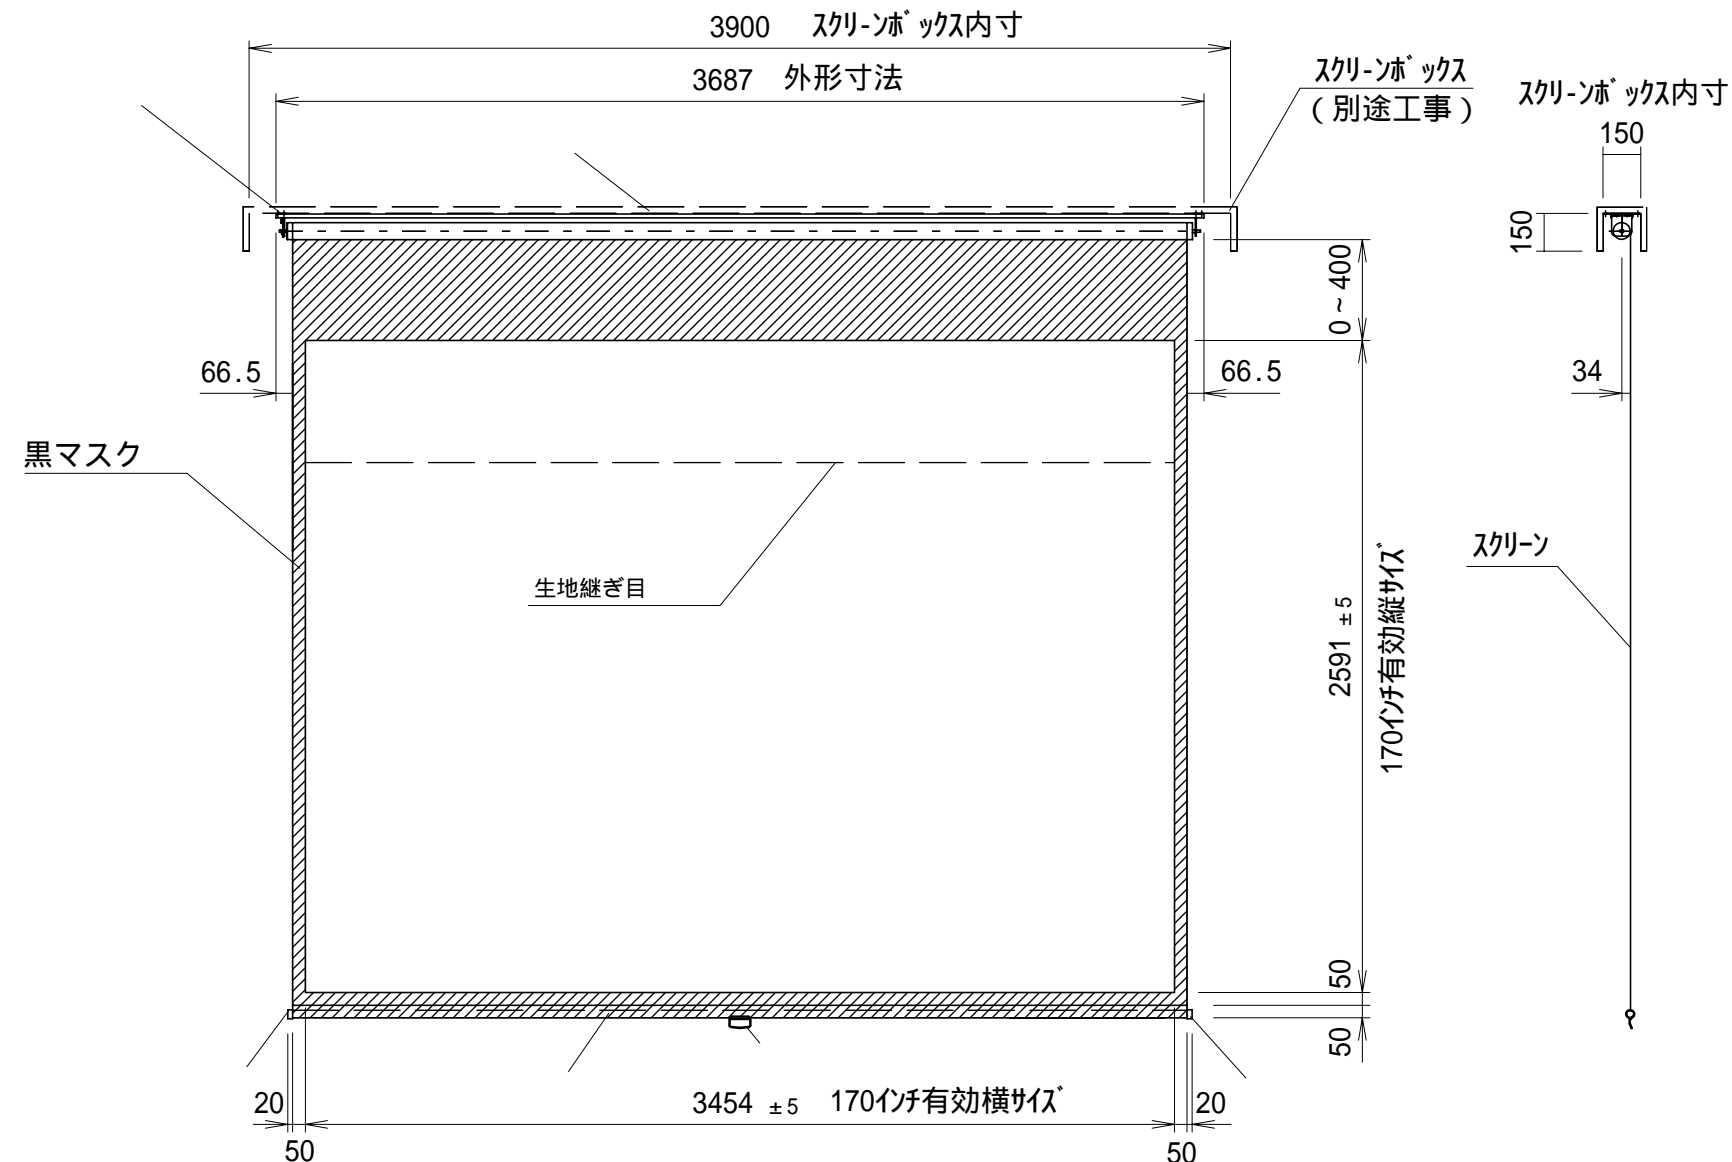 3900 スクリ-ンボックス内寸
3687 外形寸法
スクリ-ンボックス
(別途工事)
スクリ-ンボックス内寸
150
150
0~400
66.5
66.5
34
黒マスク
生地継ぎ目
スクリーン
2591 ±5
170インチ有効縦サイズ
50
50
20
3454 ±5 170インチ有効横サイズ
20
50
50